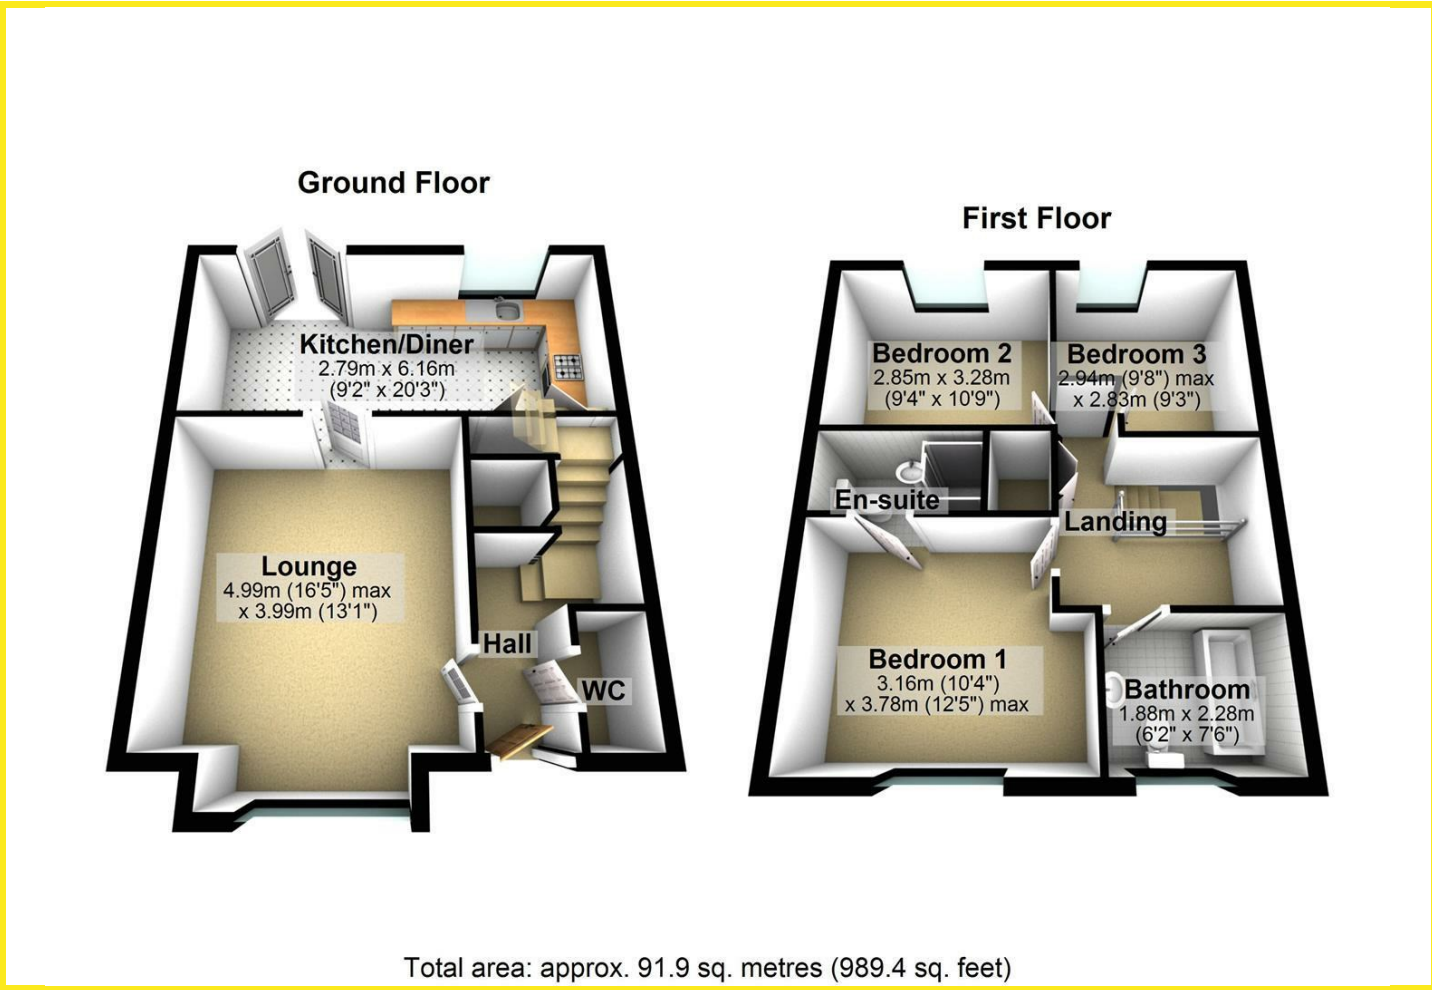 Ground Floor
Kitchen/Diner
2.79m x 6.16m
(9'2" x 20'3")
Lounge
4.99m (16'5") max
x 3.99m (13'1")
Hall
WC
First Floor
Bedroom 2
2.85m x 3.28m
(9'4" x 10'9")
Bedroom 3
2.94m (9'8") max
x 2.83m (9'3")
En-suite
Landing
Bedroom 1
3.16m (10'4")
x 3.78m (12'5") max
Bathroom
1.88m x 2.28m
(6'2" x 7'6")
Total area: approx. 91.9 sq. metres (989.4 sq. feet)